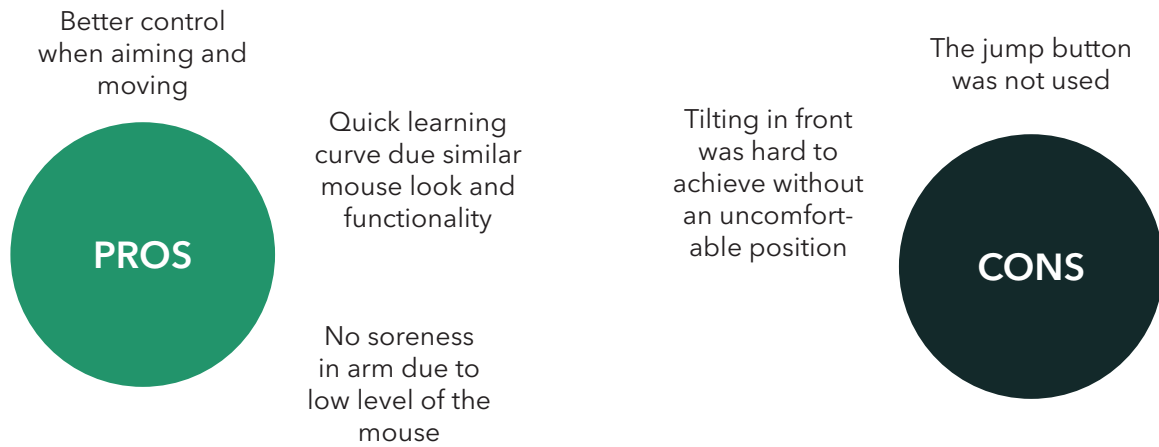 Better control
when aiming and
moving
Quick learning
curve due similar
mouse look and
functionality
PROS
No soreness
in arm due to
low level of the
mouse
The jump button
was not used
Tilting in front
was hard to
achieve without
an uncomfort-
able position
CONS